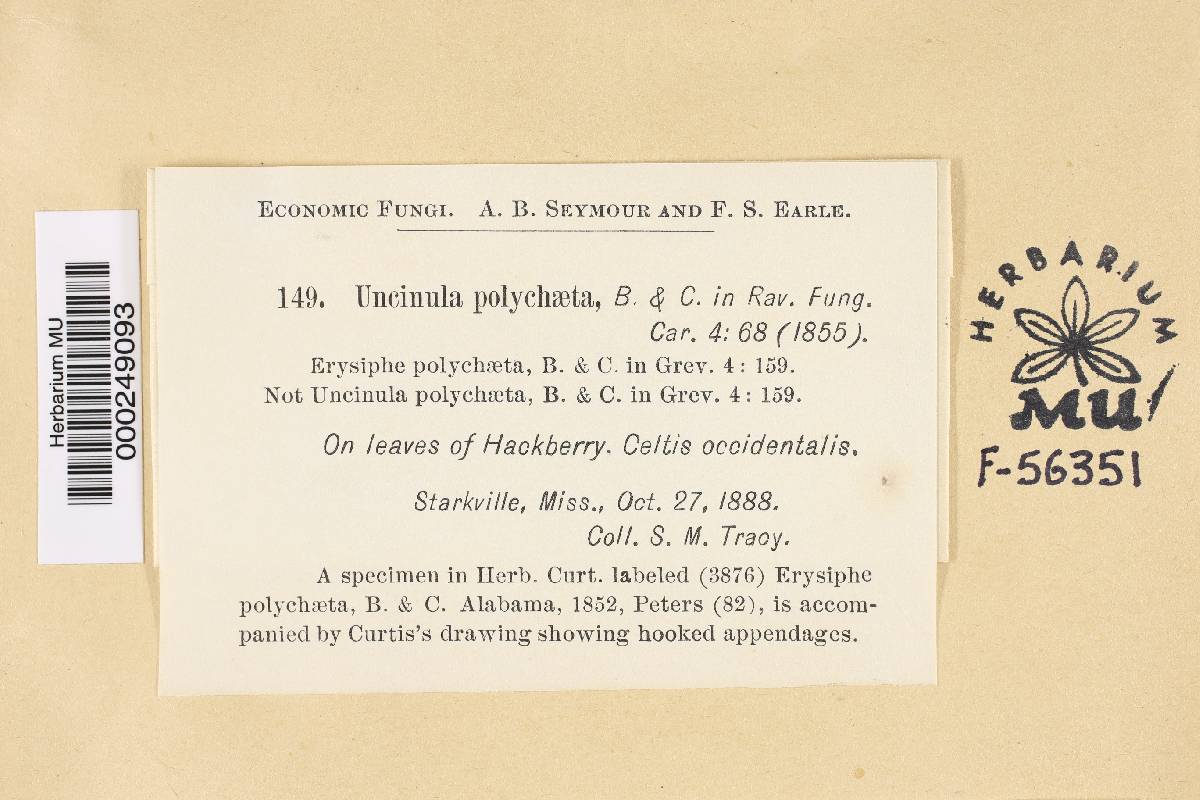 Economic Fungi. A. B. Seymour and F. S. Earle.
149. Uncinula polychæta, B. & C. in Rav. Fung.
Car. 4: 68 (1855).
Erysiphe polychæta, B. & C. in Grev. 4: 159.
Not Uncinula polychæta, B. & C. in Grev. 4: 159.
On leaves of Hackberry. Celtis occidentalis.
Starkville, Miss., Oct. 27, 1888.
Coll. S. M. Tracy.
A specimen in Herb. Curt. labeled (3876) Erysiphe
polychæta, B. & C. Alabama, 1852, Peters (82), is accom-
panied by Curtis's drawing showing hooked appendages.
Herbarium MU
000249093
HERBARIUM
MU
F-56351